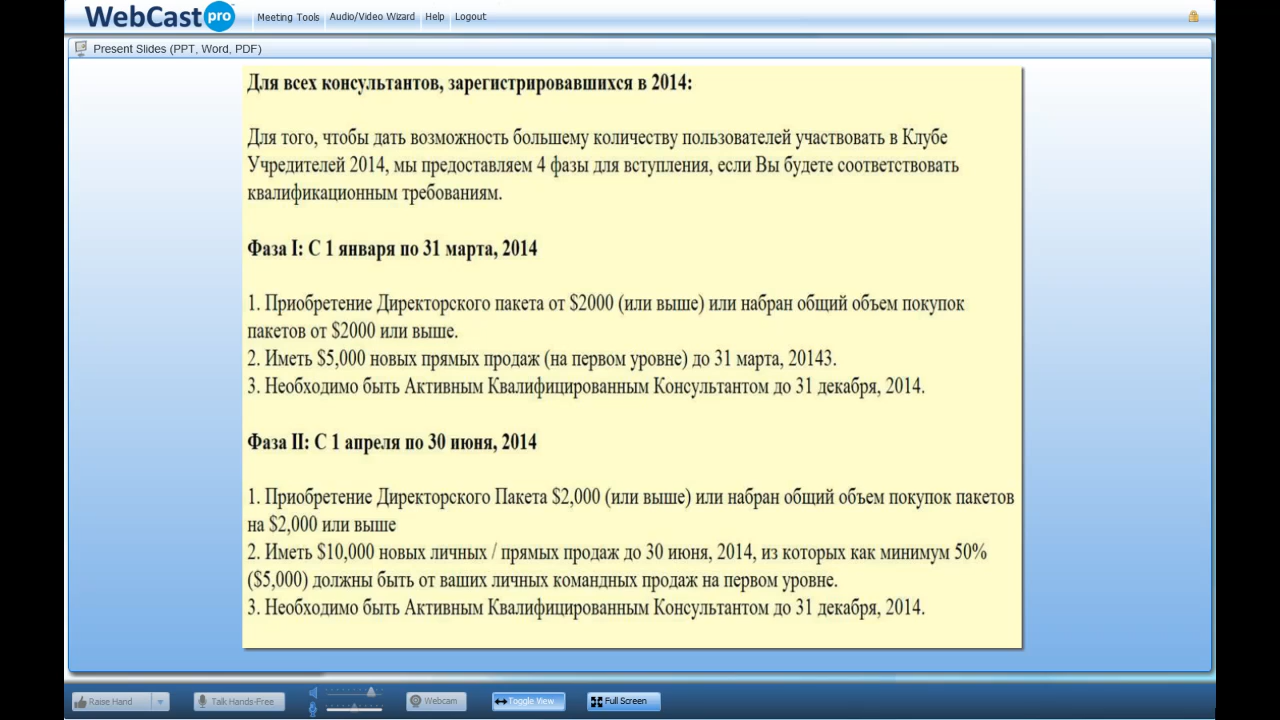 WebCast pro
Meeting Tools Audio/Video Wizard Help Logout
Present Slides (PPT, Word, PDF)
Для всех консультантов, зарегистрировавшихся в 2014:
Для того, чтобы дать возможность большему количеству пользователей участвовать в Клубе
Учредителей 2014, мы предоставляем 4 фазы для вступления, если Вы будете соответствовать
квалификационным требованиям.
Фаза I: С 1 января по 31 марта, 2014
1. Приобретение Директорского пакета от $2000 (или выше) или набран общий объем покупок
пакетов от $2000 или выше.
2. Иметь $5,000 новых прямых продаж (на первом уровне) до 31 марта, 20143.
3. Необходимо быть Активным Квалифицированным Консультантом до 31 декабря, 2014.
Фаза II: С 1 апреля по 30 июня, 2014
1. Приобретение Директорского Пакета $2,000 (или выше) или набран общий объем покупок пакетов
на $2,000 или выше
2. Иметь $10,000 новых личных / прямых продаж до 30 июня, 2014, из которых как минимум 50%
($5,000) должны быть от ваших личных командных продаж на первом уровне.
3. Необходимо быть Активным Квалифицированным Консультантом до 31 декабря, 2014.
Raise Hand Talk Hands-Free Webcam Toggle View Full Screen